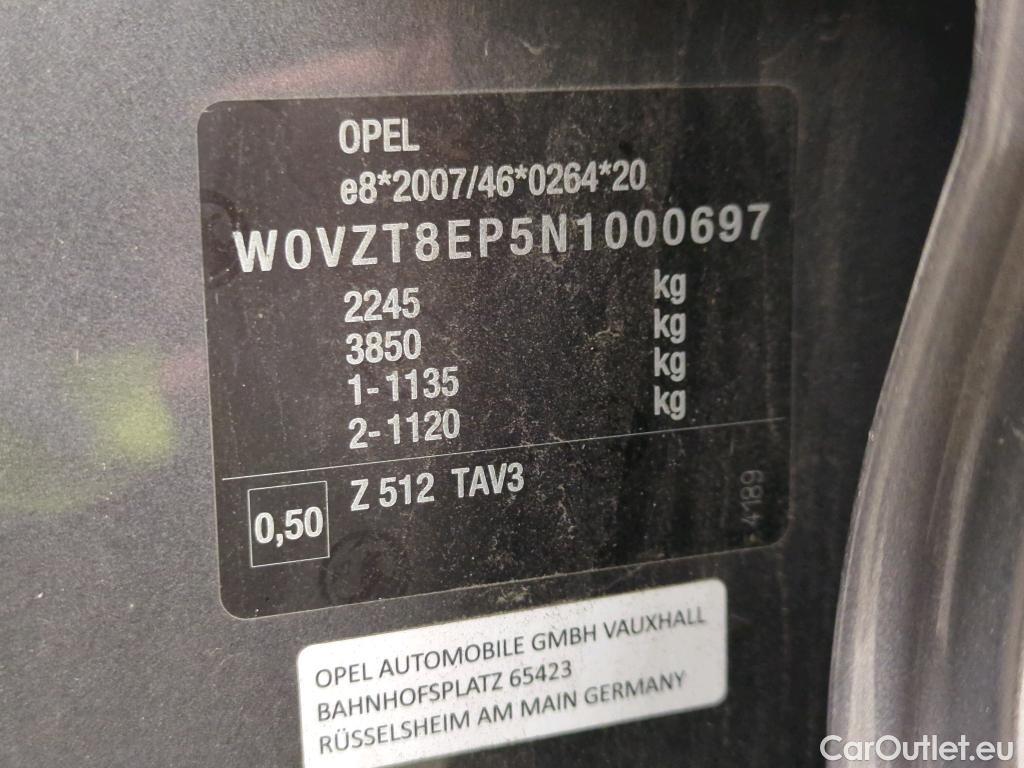 OPEL
e8*2007/46*0264*20
W0VZT8EP5N1000697
2245 kg
3850 kg
1-1135 kg
2-1120 kg
0,50
Z 512 TAV3
4189
OPEL AUTOMOBILE GMBH VAUXHALL
BAHNHOFSPLATZ 65423
RÜSSELSHEIM AM MAIN GERMANY
CarOutlet.eu